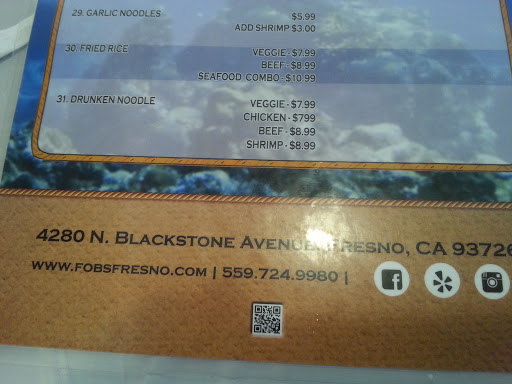 29. GARLIC NOODLES $5.99
ADD SHRIMP $3.00
30. FRIED RICE VEGGIE - $7.99
BEEF - $8.99
SEAFOOD COMBO - $10.99
31. DRUNKEN NOODLE VEGGIE - $7.99
CHICKEN - $799
BEEF - $8.99
SHRIMP - $8.99
4280 N. BLACKSTONE AVENUE, FRESNO, CA 93726
WWW.FOBSFRESNO.COM | 559.724.9980 |